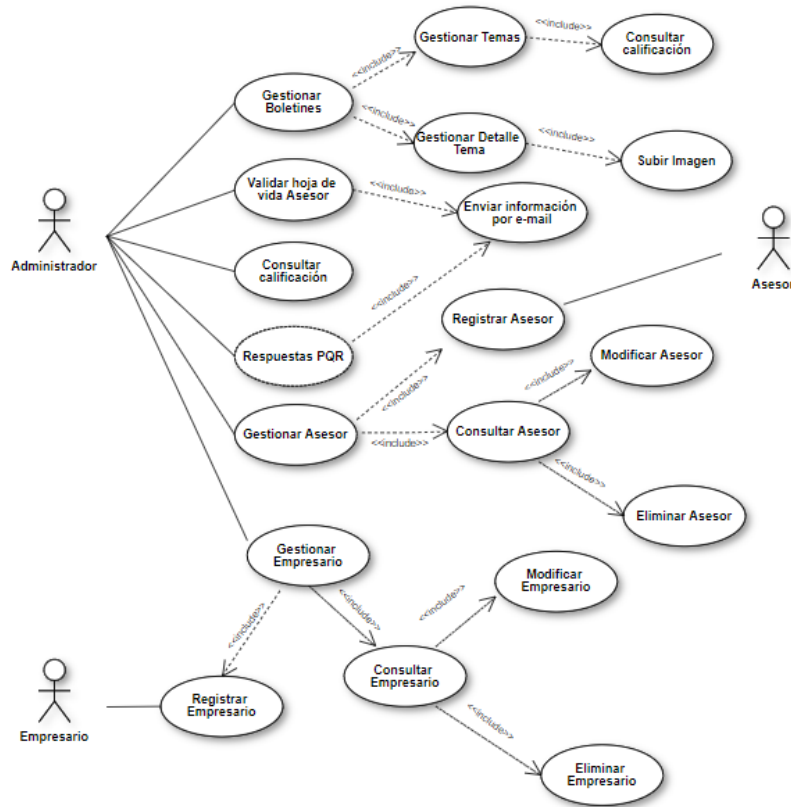 <<include>>
Gestionar Temas
<<include>>
Consultar
calificación
Gestionar
Boletines
<<include>>
Gestionar Detalle
Tema
<<include>>
Subir Imagen
Validar hoja de
vida Asesor
<<include>>
Enviar información
por e-mail
Administrador
Consultar
calificación
<<include>>
Asesor
Registrar Asesor
Respuestas PQR
<<include>>
Modificar Asesor
<<include>>
Gestionar Asesor
<<include>>
Consultar Asesor
<<include>>
Eliminar Asesor
Gestionar
Empresario
<<include>>
<<include>>
<<include>>
Modificar
Empresario
Consultar
Empresario
Registrar
Empresario
Empresario
<<include>>
Eliminar
Empresario